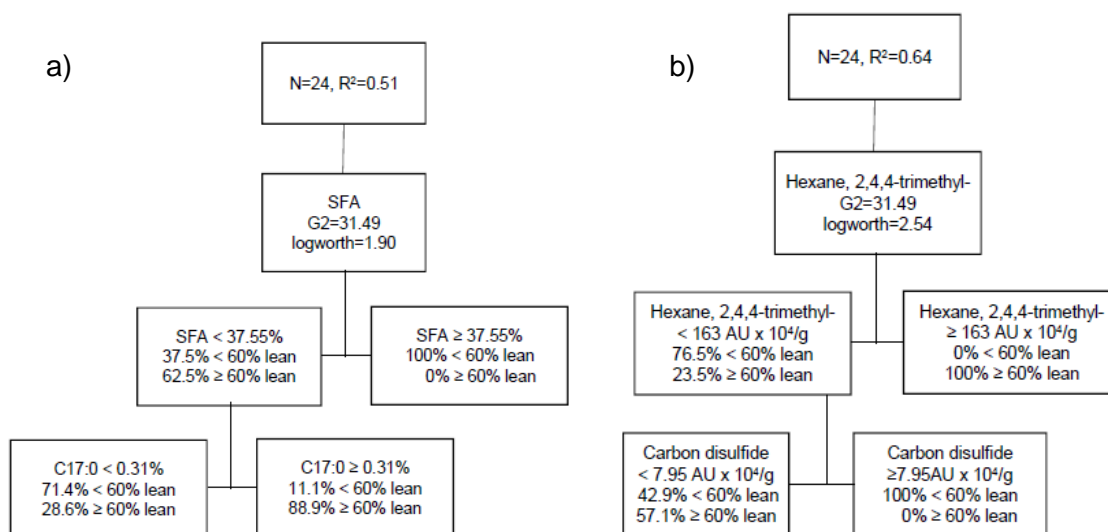 a)
N=24, R²=0.51
SFA
G2=31.49
logworth=1.90
SFA < 37.55%
37.5% < 60% lean
62.5% ≥ 60% lean
SFA ≥ 37.55%
100% < 60% lean
0% ≥ 60% lean
C17:0 < 0.31%
71.4% < 60% lean
28.6% ≥ 60% lean
C17:0 ≥ 0.31%
11.1% < 60% lean
88.9% ≥ 60% lean
b)
N=24, R²=0.64
Hexane, 2,4,4-trimethyl-
G2=31.49
logworth=2.54
Hexane, 2,4,4-trimethyl-
< 163 AU x 10⁴/g
76.5% < 60% lean
23.5% ≥ 60% lean
Hexane, 2,4,4-trimethyl-
≥ 163 AU x 10⁴/g
0% < 60% lean
100% ≥ 60% lean
Carbon disulfide
< 7.95 AU x 10⁴/g
42.9% < 60% lean
57.1% ≥ 60% lean
Carbon disulfide
≥7.95AU x 10⁴/g
100% < 60% lean
0% ≥ 60% lean